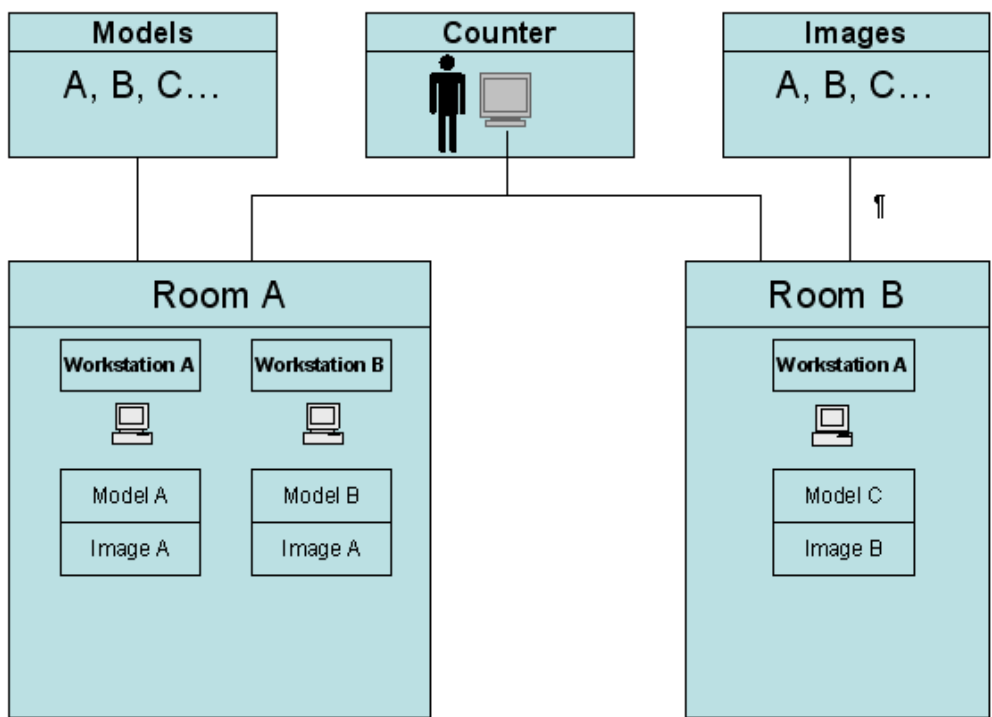 Models
A, B, C...
Counter
Images
A, B, C...
¶
Room A
Workstation A
Workstation B
Model A
Image A
Model B
Image A
Room B
Workstation A
Model C
Image B